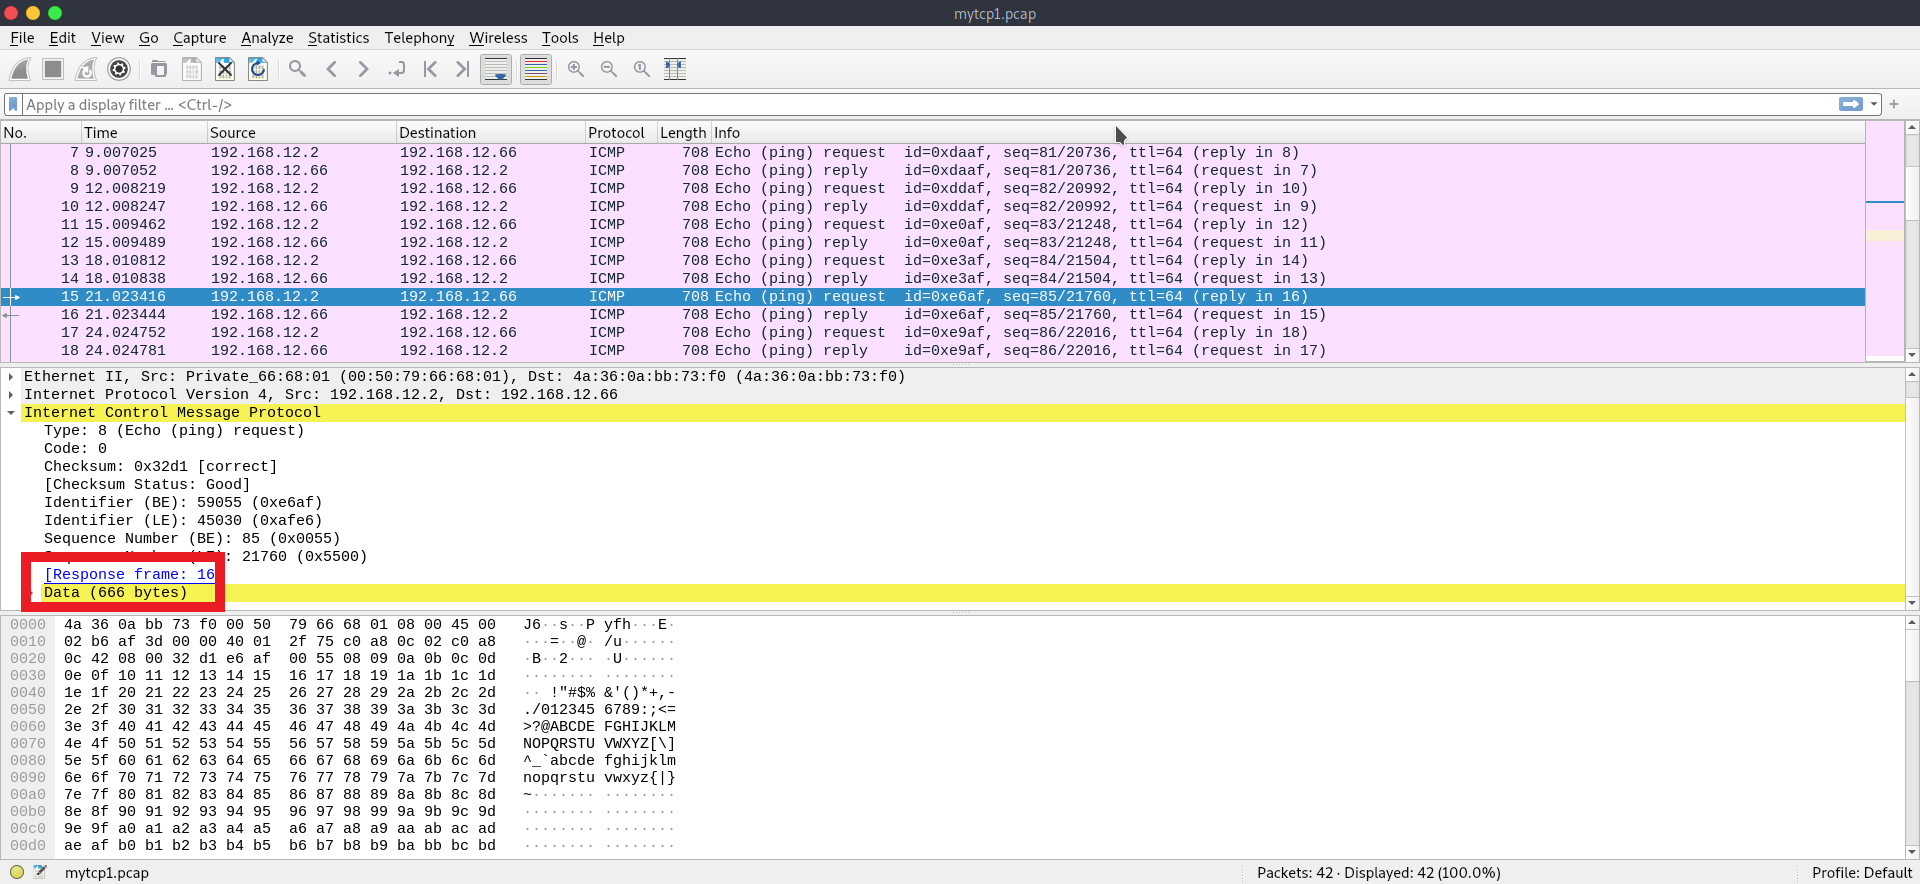 mytcp1.pcap
File Edit View Go Capture Analyze Statistics Telephony Wireless Tools Help
Apply a display filter ... <Ctrl-/>
No. Time Source Destination Protocol Length Info
7 9.007025 192.168.12.2 192.168.12.66 ICMP 708 Echo (ping) request id=0xdaaf, seq=81/20736, ttl=64 (reply in 8)
8 9.007052 192.168.12.66 192.168.12.2 ICMP 708 Echo (ping) reply id=0xdaaf, seq=81/20736, ttl=64 (request in 7)
9 12.008219 192.168.12.2 192.168.12.66 ICMP 708 Echo (ping) request id=0xddaf, seq=82/20992, ttl=64 (reply in 10)
10 12.008247 192.168.12.66 192.168.12.2 ICMP 708 Echo (ping) reply id=0xddaf, seq=82/20992, ttl=64 (request in 9)
11 15.009462 192.168.12.2 192.168.12.66 ICMP 708 Echo (ping) request id=0xe0af, seq=83/21248, ttl=64 (reply in 12)
12 15.009489 192.168.12.66 192.168.12.2 ICMP 708 Echo (ping) reply id=0xe0af, seq=83/21248, ttl=64 (request in 11)
13 18.010812 192.168.12.2 192.168.12.66 ICMP 708 Echo (ping) request id=0xe3af, seq=84/21504, ttl=64 (reply in 14)
14 18.010838 192.168.12.66 192.168.12.2 ICMP 708 Echo (ping) reply id=0xe3af, seq=84/21504, ttl=64 (request in 13)
15 21.023416 192.168.12.2 192.168.12.66 ICMP 708 Echo (ping) request id=0xe6af, seq=85/21760, ttl=64 (reply in 16)
16 21.023444 192.168.12.66 192.168.12.2 ICMP 708 Echo (ping) reply id=0xe6af, seq=85/21760, ttl=64 (request in 15)
17 24.024752 192.168.12.2 192.168.12.66 ICMP 708 Echo (ping) request id=0xe9af, seq=86/22016, ttl=64 (reply in 18)
18 24.024781 192.168.12.66 192.168.12.2 ICMP 708 Echo (ping) reply id=0xe9af, seq=86/22016, ttl=64 (request in 17)
Ethernet II, Src: Private_66:68:01 (00:50:79:66:68:01), Dst: 4a:36:0a:bb:73:f0 (4a:36:0a:bb:73:f0)
Internet Protocol Version 4, Src: 192.168.12.2, Dst: 192.168.12.66
Internet Control Message Protocol
Type: 8 (Echo (ping) request)
Code: 0
Checksum: 0x32d1 [correct]
[Checksum Status: Good]
Identifier (BE): 59055 (0xe6af)
Identifier (LE): 45030 (0xafe6)
Sequence Number (BE): 85 (0x0055)
: 21760 (0x5500)
[Response frame: 16
Data (666 bytes)
0000 4a 36 0a bb 73 f0 00 50 79 66 68 01 08 00 45 00 J6··s··P yfh···E·
0010 02 b6 af 3d 00 00 40 01 2f 75 c0 a8 0c 02 c0 a8 ···=··@· /u······
0020 0c 42 08 00 32 d1 e6 af 00 55 08 09 0a 0b 0c 0d ·B··2··· ·U······
0030 0e 0f 10 11 12 13 14 15 16 17 18 19 1a 1b 1c 1d ········ ········
0040 1e 1f 20 21 22 23 24 25 26 27 28 29 2a 2b 2c 2d ·· !"#$% &'()*+,-
0050 2e 2f 30 31 32 33 34 35 36 37 38 39 3a 3b 3c 3d ./012345 6789:;<=
0060 3e 3f 40 41 42 43 44 45 46 47 48 49 4a 4b 4c 4d >?@ABCDE FGHIJKLM
0070 4e 4f 50 51 52 53 54 55 56 57 58 59 5a 5b 5c 5d NOPQRSTU VWXYZ[\]
0080 5e 5f 60 61 62 63 64 65 66 67 68 69 6a 6b 6c 6d ^_`abcde fghijklm
0090 6e 6f 70 71 72 73 74 75 76 77 78 79 7a 7b 7c 7d nopqrstu vwxyz{|}
00a0 7e 7f 80 81 82 83 84 85 86 87 88 89 8a 8b 8c 8d ~······· ········
00b0 8e 8f 90 91 92 93 94 95 96 97 98 99 9a 9b 9c 9d ········ ········
00c0 9e 9f a0 a1 a2 a3 a4 a5 a6 a7 a8 a9 aa ab ac ad ········ ········
00d0 ae af b0 b1 b2 b3 b4 b5 b6 b7 b8 b9 ba bb bc bd ········ ········
mytcp1.pcap Packets: 42 · Displayed: 42 (100.0%) Profile: Default